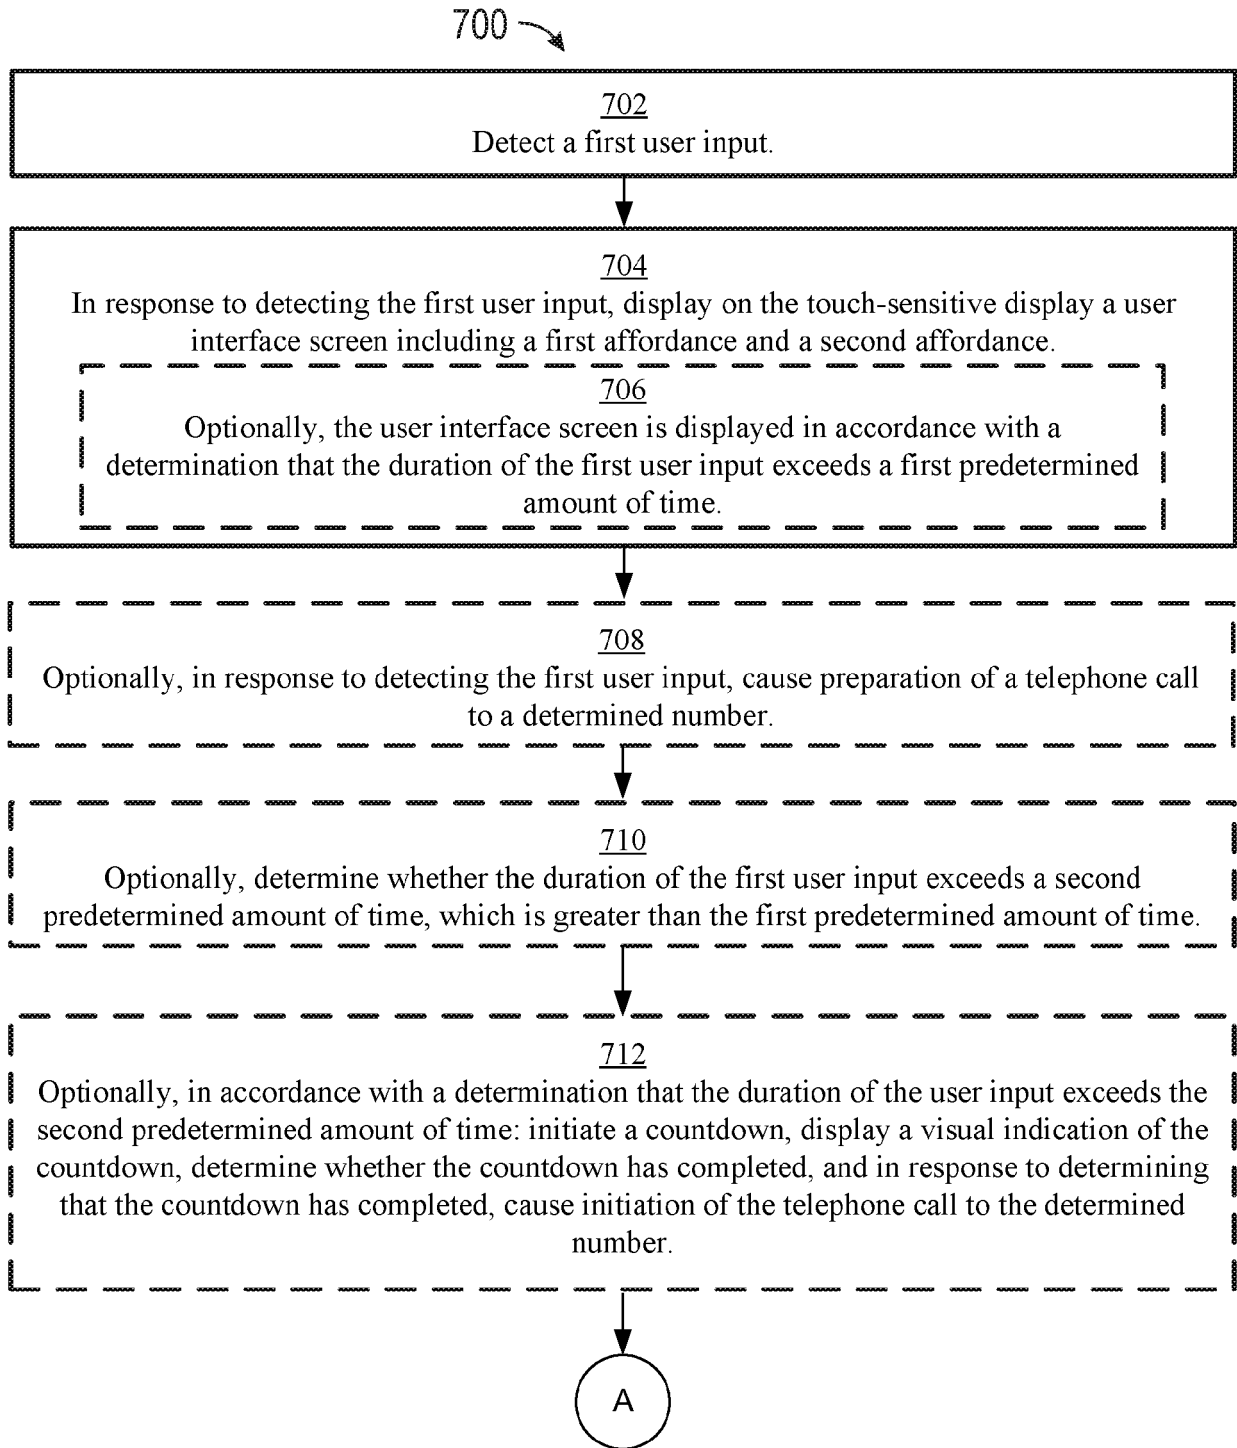 700
702
Detect a first user input.
704
In response to detecting the first user input, display on the touch-sensitive display a user
interface screen including a first affordance and a second affordance.
706
Optionally, the user interface screen is displayed in accordance with a
determination that the duration of the first user input exceeds a first predetermined
amount of time.
708
Optionally, in response to detecting the first user input, cause preparation of a telephone call
to a determined number.
710
Optionally, determine whether the duration of the first user input exceeds a second
predetermined amount of time, which is greater than the first predetermined amount of time.
712
Optionally, in accordance with a determination that the duration of the user input exceeds the
second predetermined amount of time: initiate a countdown, display a visual indication of the
countdown, determine whether the countdown has completed, and in response to determining
that the countdown has completed, cause initiation of the telephone call to the determined
number.
A